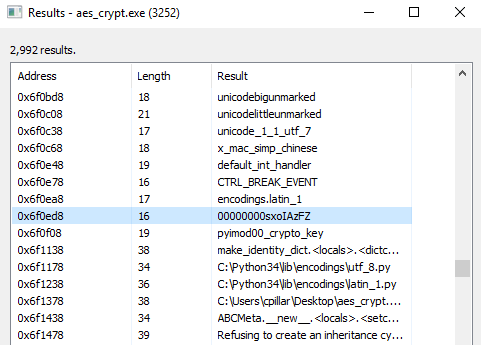 Results - aes_crypt.exe (3252)
2,992 results.
Address Length Result
0x6f0bd8 18 unicodebigunmarked
0x6f0c08 21 unicodelittleunmarked
0x6f0c38 17 unicode_1_1_utf_7
0x6f0c68 18 x_mac_simp_chinese
0x6f0e48 19 default_int_handler
0x6f0e78 16 CTRL_BREAK_EVENT
0x6f0ea8 17 encodings.latin_1
0x6f0ed8 16 00000000sxoIAzFZ
0x6f0f08 19 pyimod00_crypto_key
0x6f1138 38 make_identity_dict.<locals>.<dictc...
0x6f1178 34 C:\Python34\lib\encodings\utf_8.py
0x6f1238 36 C:\Python34\lib\encodings\latin_1.py
0x6f1378 38 C:\Users\cpillar\Desktop\aes_crypt....
0x6f1438 34 ABCMeta.__new__.<locals>.<setc...
0x6f1478 39 Refusing to create an inheritance cy...